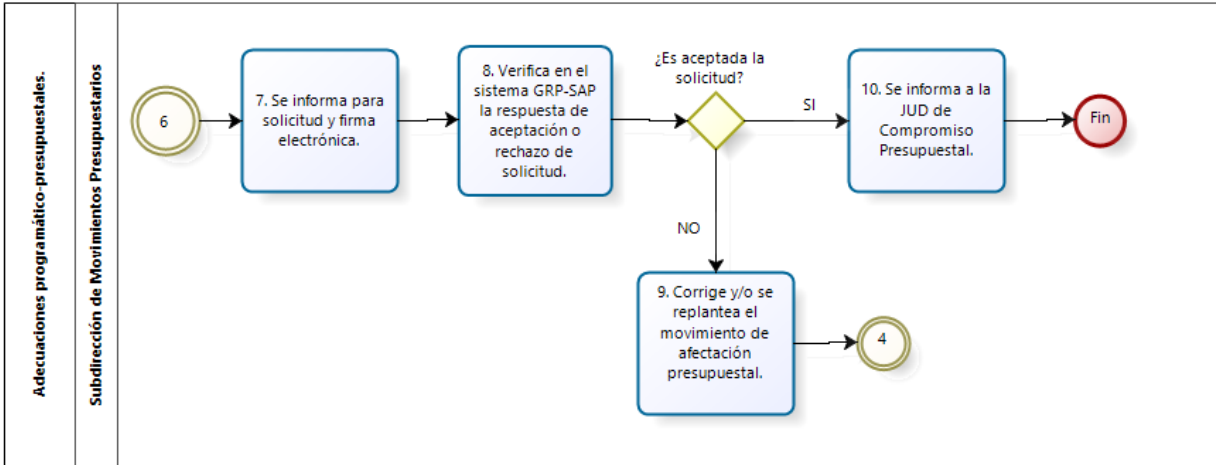 Adecuaciones programático-presupuestales.
Subdirección de Movimientos Presupuestarios
6
7. Se informa para
solicitud y firma
electrónica.
8. Verifica en el
sistema GRP-SAP
la respuesta de
aceptación o
rechazo de
solicitud.
¿Es aceptada la
solicitud?
SI
10. Se informa a la
JUD de
Compromiso
Presupuestal.
Fin
NO
9. Corrige y/o se
replantea el
movimiento de
afectación
presupuestal.
4